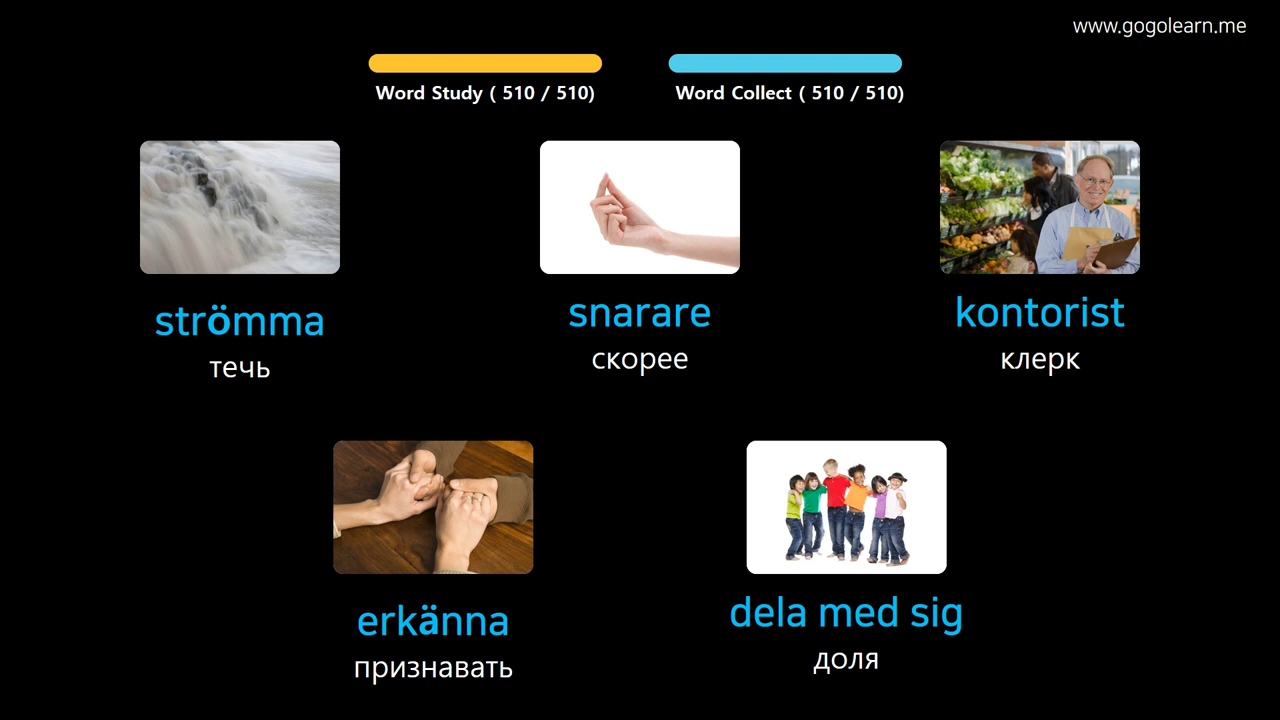 www.gogolearn.me
Word Study ( 510 / 510)
Word Collect ( 510 / 510)
strömma
течь
snarare
скорее
kontorist
клерк
erkänna
признавать
dela med sig
доля